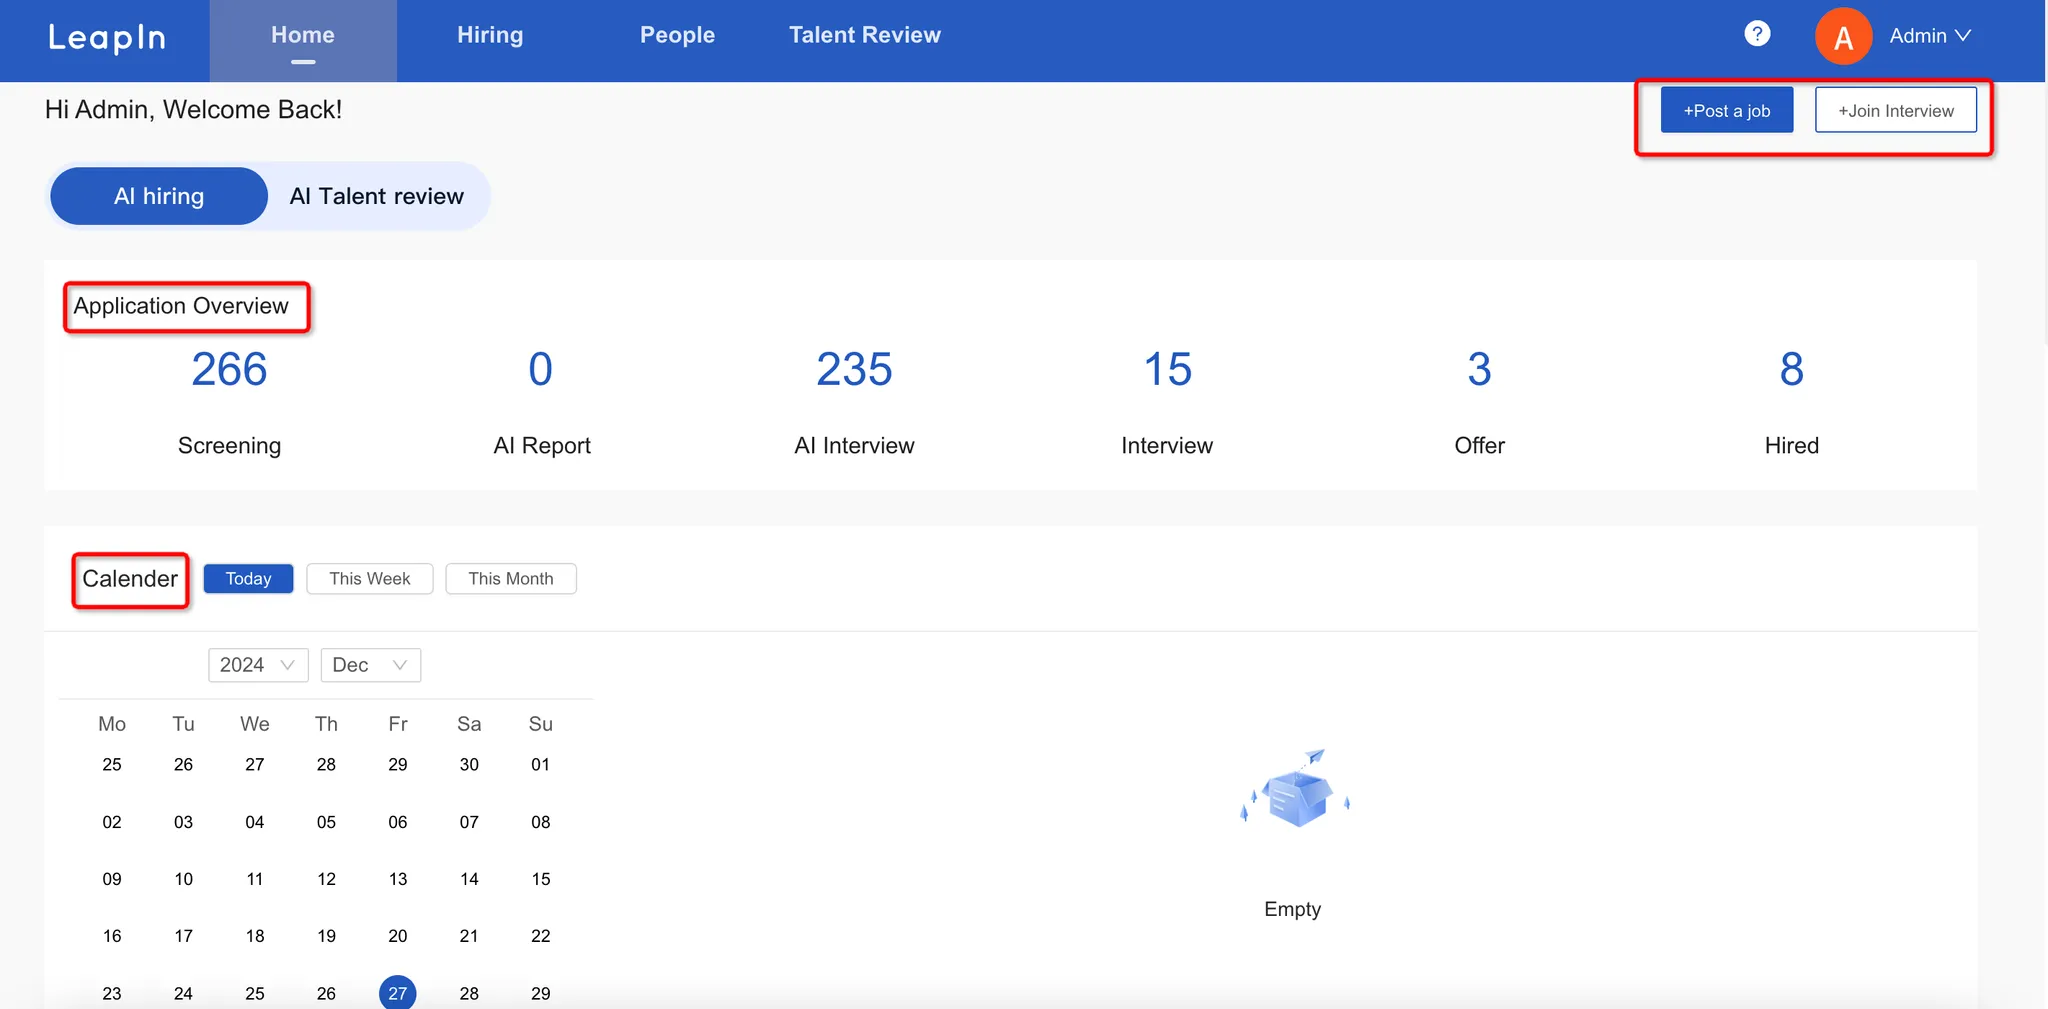 LeapIn Home Hiring People Talent Review ? A Admin
Hi Admin, Welcome Back! +Post a job +Join Interview
AI hiring AI Talent review
Application Overview
266 0 235 15 3 8
Screening AI Report AI Interview Interview Offer Hired
Calender Today This Week This Month
2024 Dec
Mo Tu We Th Fr Sa Su
25 26 27 28 29 30 01
02 03 04 05 06 07 08
09 10 11 12 13 14 15
16 17 18 19 20 21 22
23 24 25 26 27 28 29
Empty